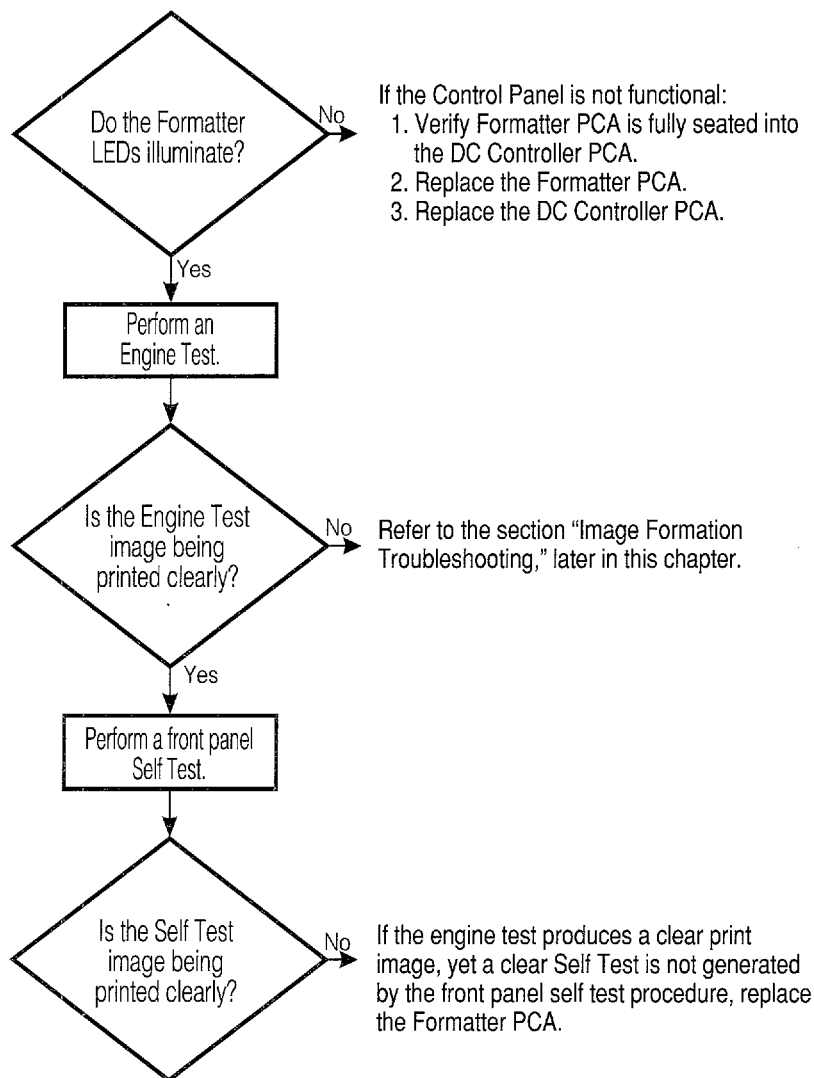 Do the Formatter
LEDs illuminate?
No
If the Control Panel is not functional:
1. Verify Formatter PCA is fully seated into
the DC Controller PCA.
2. Replace the Formatter PCA.
3. Replace the DC Controller PCA.
Yes
Perform an
Engine Test.
Is the Engine Test
image being
printed clearly?
No
Refer to the section “Image Formation
Troubleshooting,” later in this chapter.
Yes
Perform a front panel
Self Test.
Is the Self Test
image being
printed clearly?
No
If the engine test produces a clear print
image, yet a clear Self Test is not generated
by the front panel self test procedure, replace
the Formatter PCA.